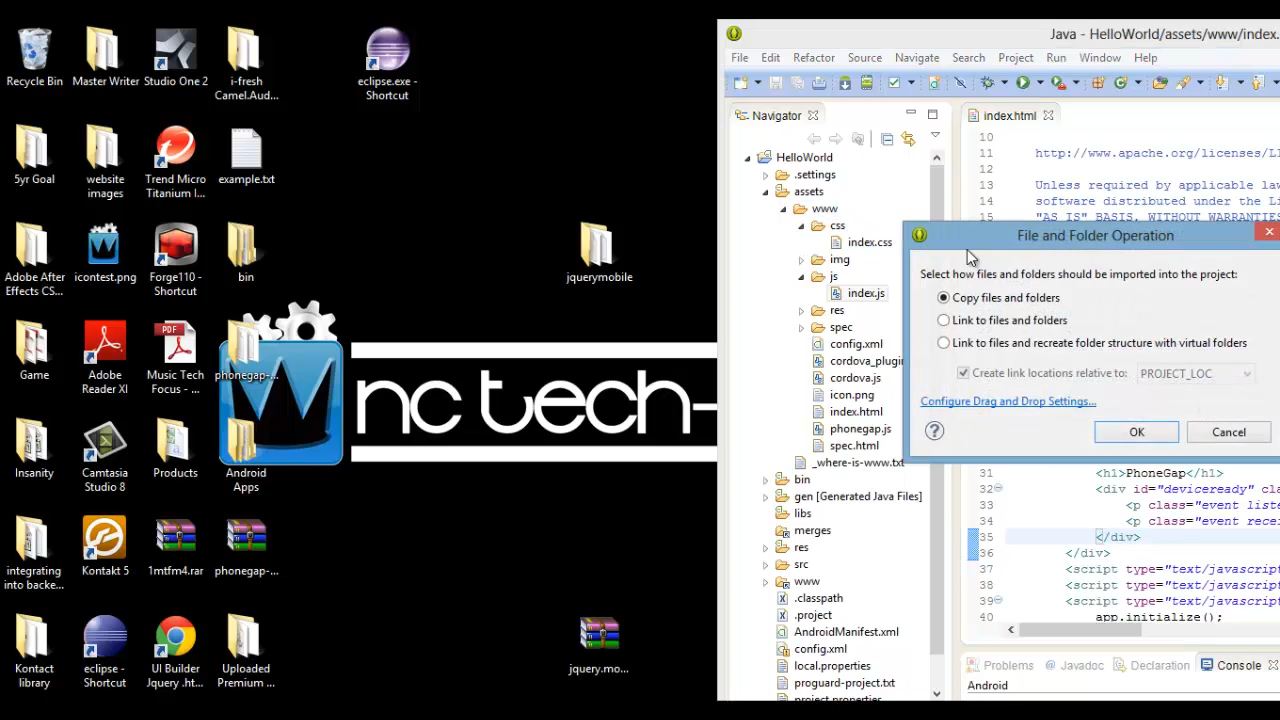 Recycle Bin
Master Writer
Studio One 2
i-fresh
Camel.Aud...
eclipse.exe -
Shortcut
5yr Goal
website
images
Trend Micro
Titanium I...
example.txt
Adobe After
Effects CS...
icontest.png
Forge110 -
Shortcut
bin
jquerymobile
Game
Adobe
Reader XI
PDF
Music Tech
Focus - ...
phonegap-...
nc tech-
Insanity
Camtasia
Studio 8
Products
Android
Apps
integrating
into backe...
Kontakt 5
1mtfm4.rar
phonegap-...
Kontact
library
eclipse -
Shortcut
UI Builder
Jquery .ht...
Uploaded
Premium ...
jquery.mo...
Java - HelloWorld/assets/www/index.
File Edit Refactor Source Navigate Search Project Run Window Help
Navigator
HelloWorld
.settings
assets
www
css
index.css
img
js
index.js
res
spec
config.xml
cordova_plugin
cordova.js
icon.png
index.html
phonegap.js
spec.html
_where-is-www.txt
bin
gen [Generated Java Files]
libs
merges
res
src
www
.classpath
.project
AndroidManifest.xml
config.xml
local.properties
proguard-project.txt
project.properties
index.html
10
11 http://www.apache.org/licenses/LI
12
13 Unless required by applicable law
14 software distributed under the Li
15 "AS IS" BASIS, WITHOUT WARRANTIES
File and Folder Operation
Select how files and folders should be imported into the project:
Copy files and folders
Link to files and folders
Link to files and recreate folder structure with virtual folders
Create link locations relative to: PROJECT_LOC
Configure Drag and Drop Settings...
?
OK
Cancel
31 <h1>PhoneGap</h1>
32 <div id="deviceready" cla
33 <p class="event liste
34 <p class="event recei
35 </div>
36 </div>
37 <script type="text/javascript
38 <script type="text/javascript
39 <script type="text/javascript
40 app.initialize();
Problems
Javadoc
Declaration
Console
Android